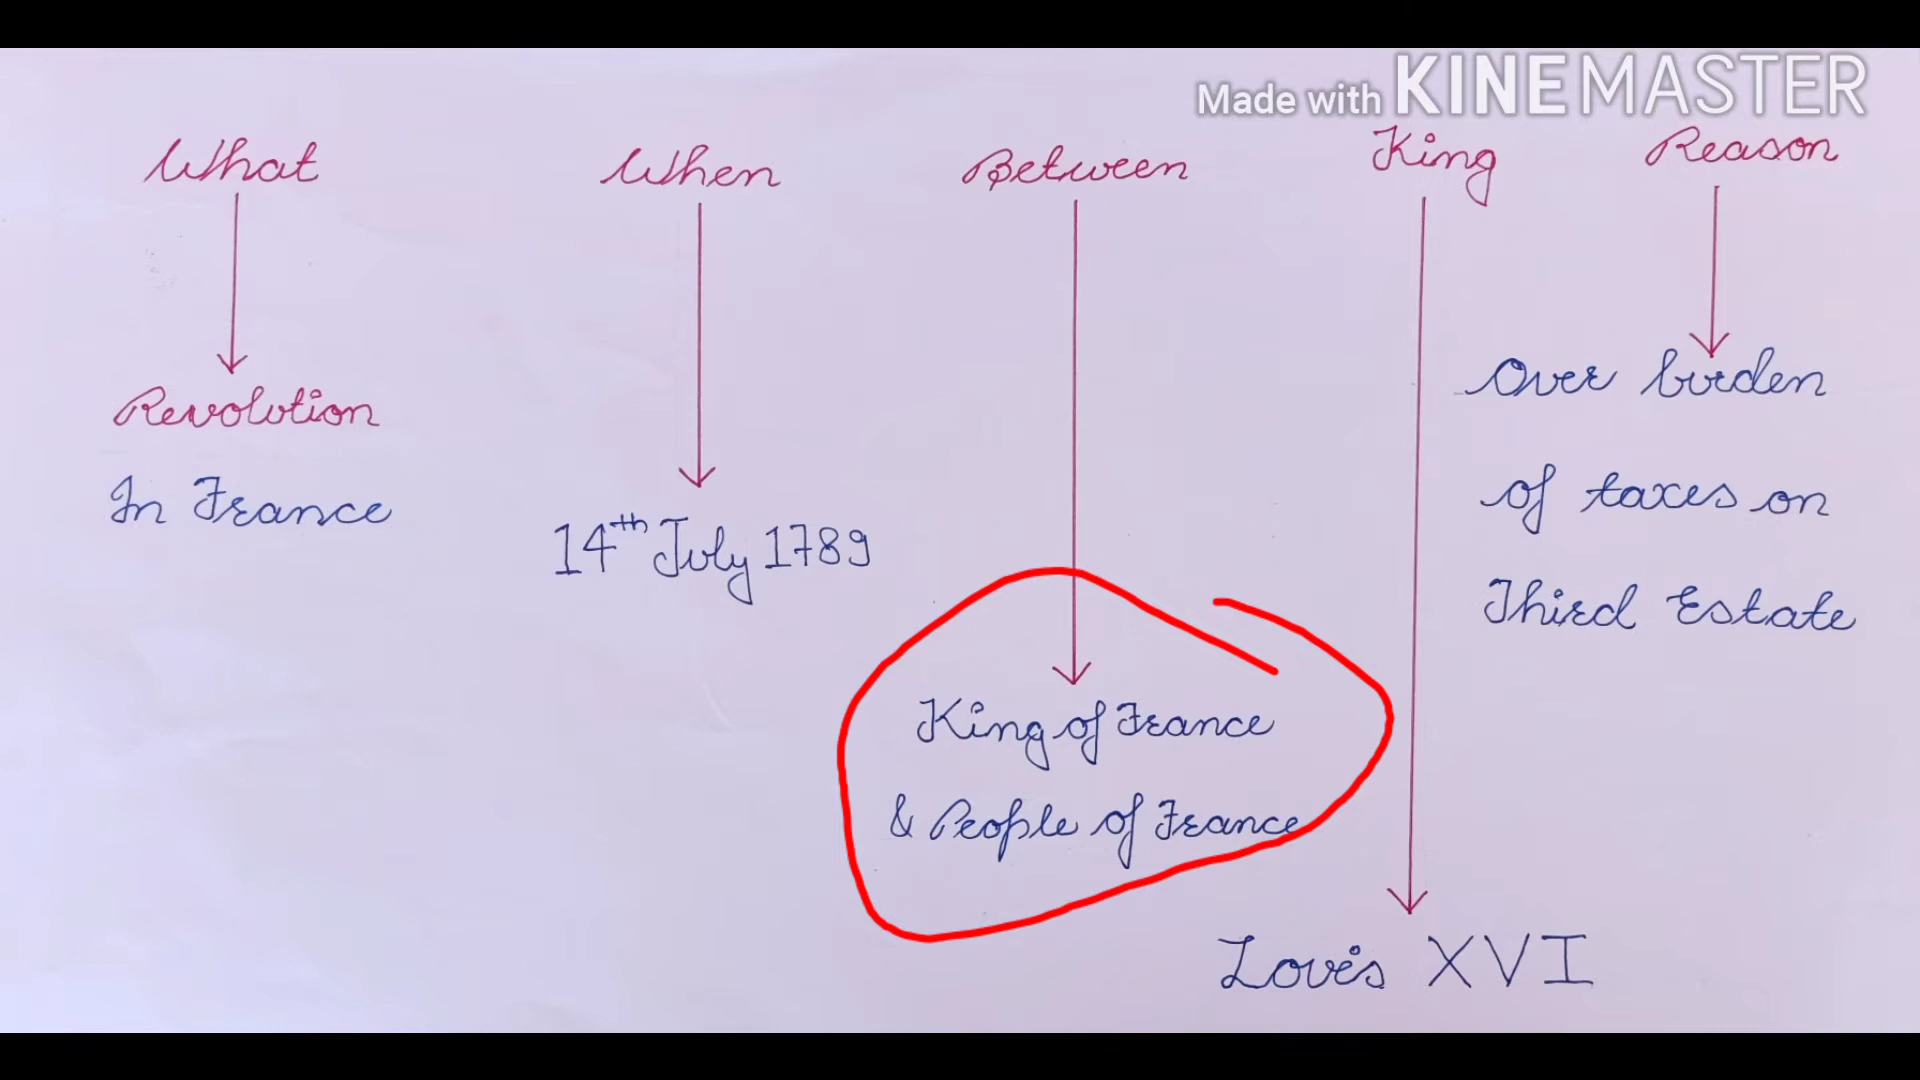 Made with KINEMASTER
What
When
Between
King
Reason
Revolution
In France
14th July 1789
King of France
& People of France
Louis XVI
Over burden
of taxes on
Third Estate